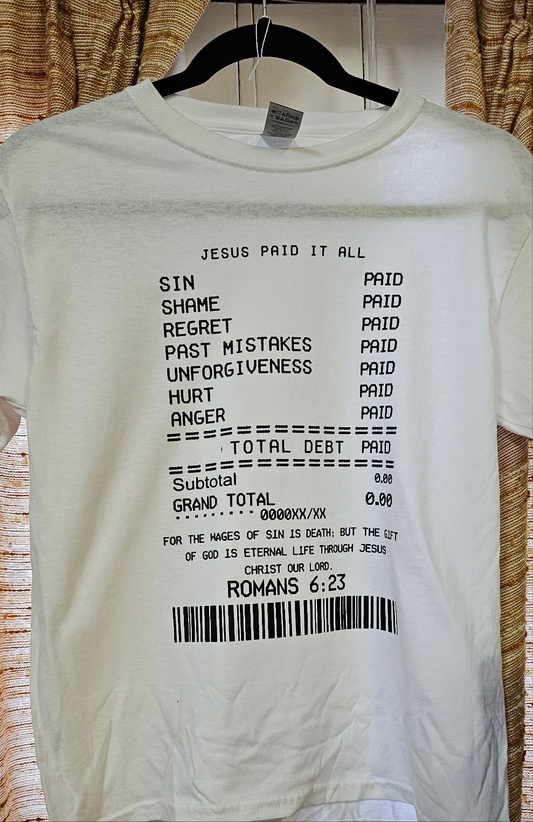 JESUS PAID IT ALL
SIN PAID
SHAME PAID
REGRET PAID
PAST MISTAKES PAID
UNFORGIVENESS PAID
HURT PAID
ANGER PAID
==================
TOTAL DEBT PAID
==================
Subtotal 0.00
GRAND TOTAL 0.00
--------- 0000XX/XX
FOR THE WAGES OF SIN IS DEATH; BUT THE GIFT
OF GOD IS ETERNAL LIFE THROUGH JESUS
CHRIST OUR LORD.
ROMANS 6:23